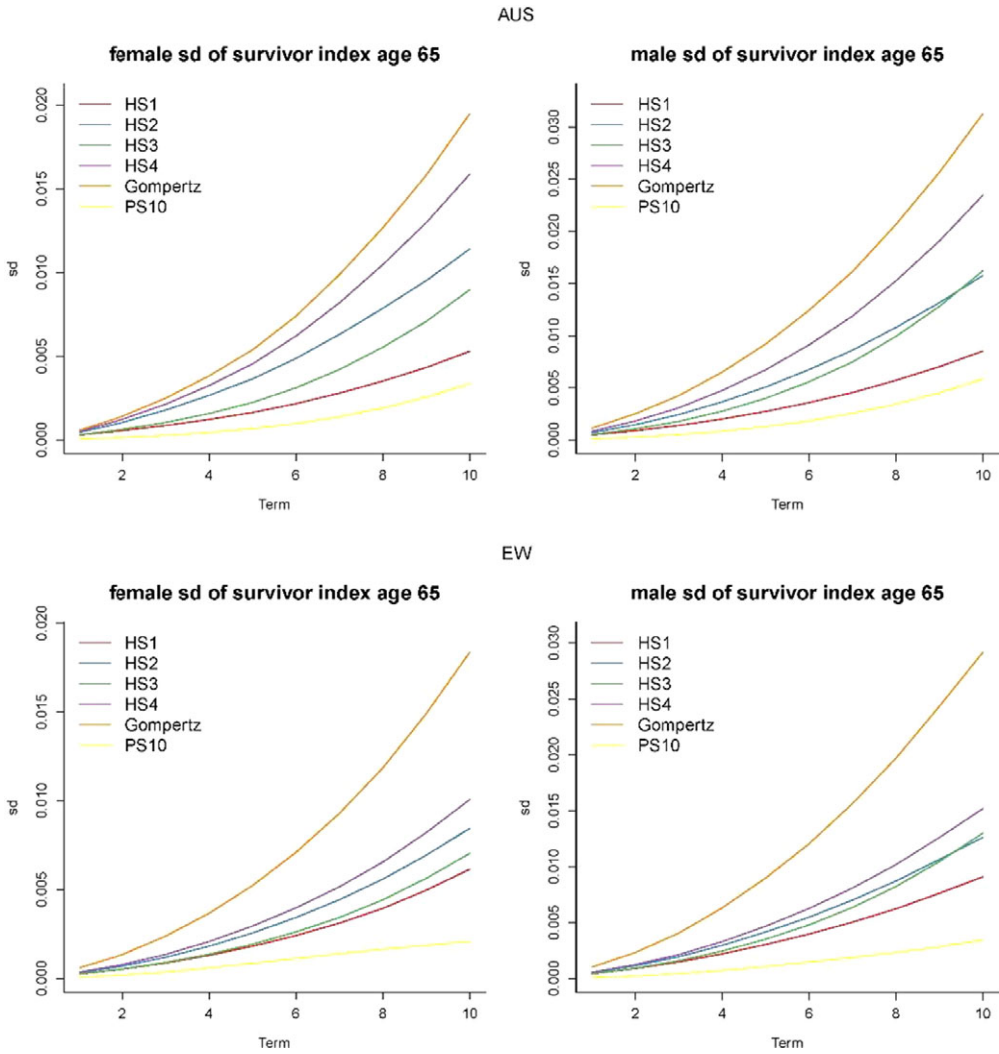 AUS
female sd of survivor index age 65
HS1
HS2
HS3
HS4
Gompertz
PS10
sd
0.000
0.005
0.010
0.015
0.020
2 4 6 8 10
Term
male sd of survivor index age 65
HS1
HS2
HS3
HS4
Gompertz
PS10
sd
0.000
0.005
0.010
0.015
0.020
0.025
0.030
2 4 6 8 10
Term
EW
female sd of survivor index age 65
HS1
HS2
HS3
HS4
Gompertz
PS10
sd
0.000
0.005
0.010
0.015
0.020
2 4 6 8 10
Term
male sd of survivor index age 65
HS1
HS2
HS3
HS4
Gompertz
PS10
sd
0.000
0.005
0.010
0.015
0.020
0.025
0.030
2 4 6 8 10
Term